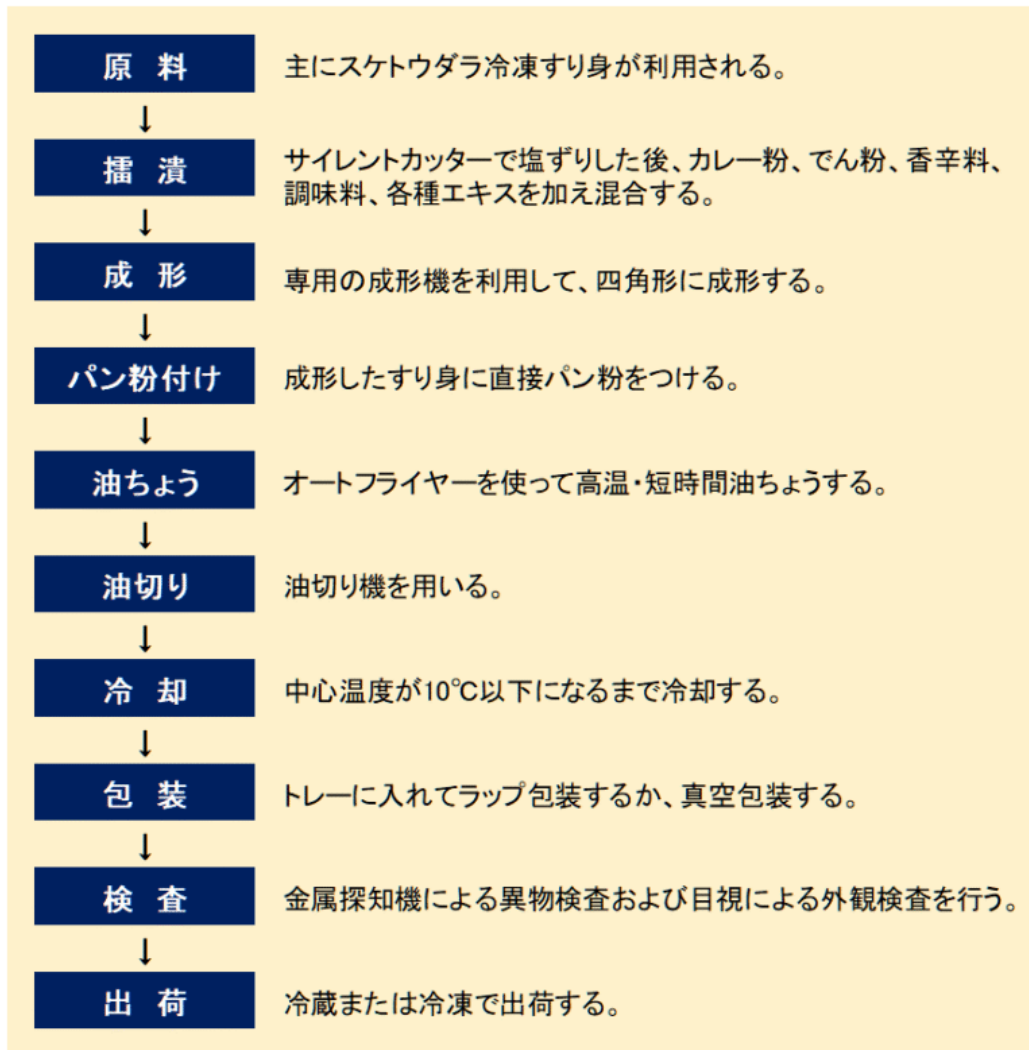 原 料
主にスケトウダラ冷凍すり身が利用される。
↓
擂 潰
サイレントカッターで塩ずりした後、カレー粉、でん粉、香辛料、
調味料、各種エキスを加え混合する。
↓
成 形
専用の成形機を利用して、四角形に成形する。
↓
パン粉付け
成形したすり身に直接パン粉をつける。
↓
油ちょう
オートフライヤーを使って高温・短時間油ちょうする。
↓
油切り
油切り機を用いる。
↓
冷 却
中心温度が10℃以下になるまで冷却する。
↓
包 装
トレーに入れてラップ包装するか、真空包装する。
↓
検 査
金属探知機による異物検査および目視による外観検査を行う。
↓
出 荷
冷蔵または冷凍で出荷する。